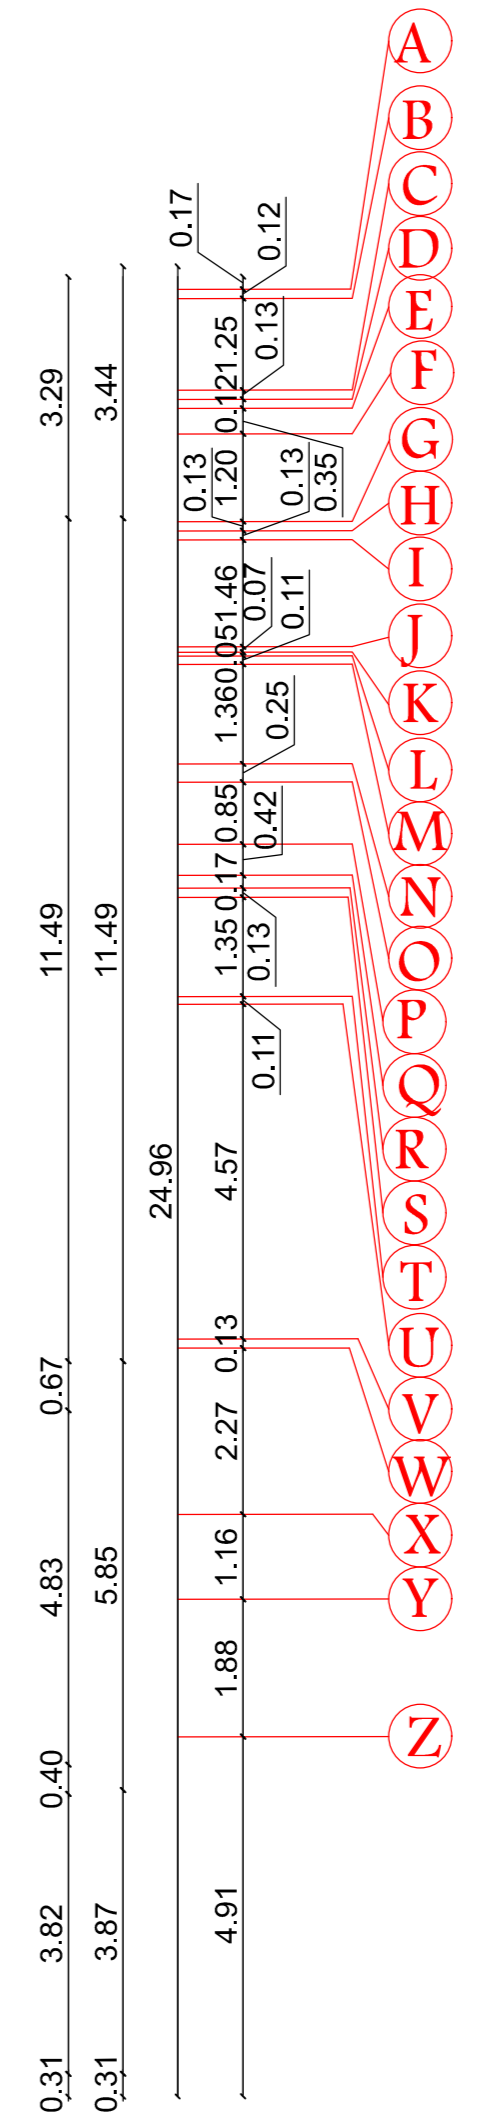 A
B
C
D
E
F
G
H
I
J
K
L
M
N
O
P
Q
R
S
T
U
V
W
X
Y
Z
3.29
11.49
0.67
4.83
0.40
3.82
0.31
3.44
11.49
5.85
3.87
0.31
24.96
0.17
0.12
1.25
0.13
0.12
0.35
1.20
0.13
0.13
1.46
0.07
0.05
0.11
1.36
0.25
0.85
0.42
0.17
0.13
1.35
0.11
4.57
0.13
2.27
1.16
1.88
4.91